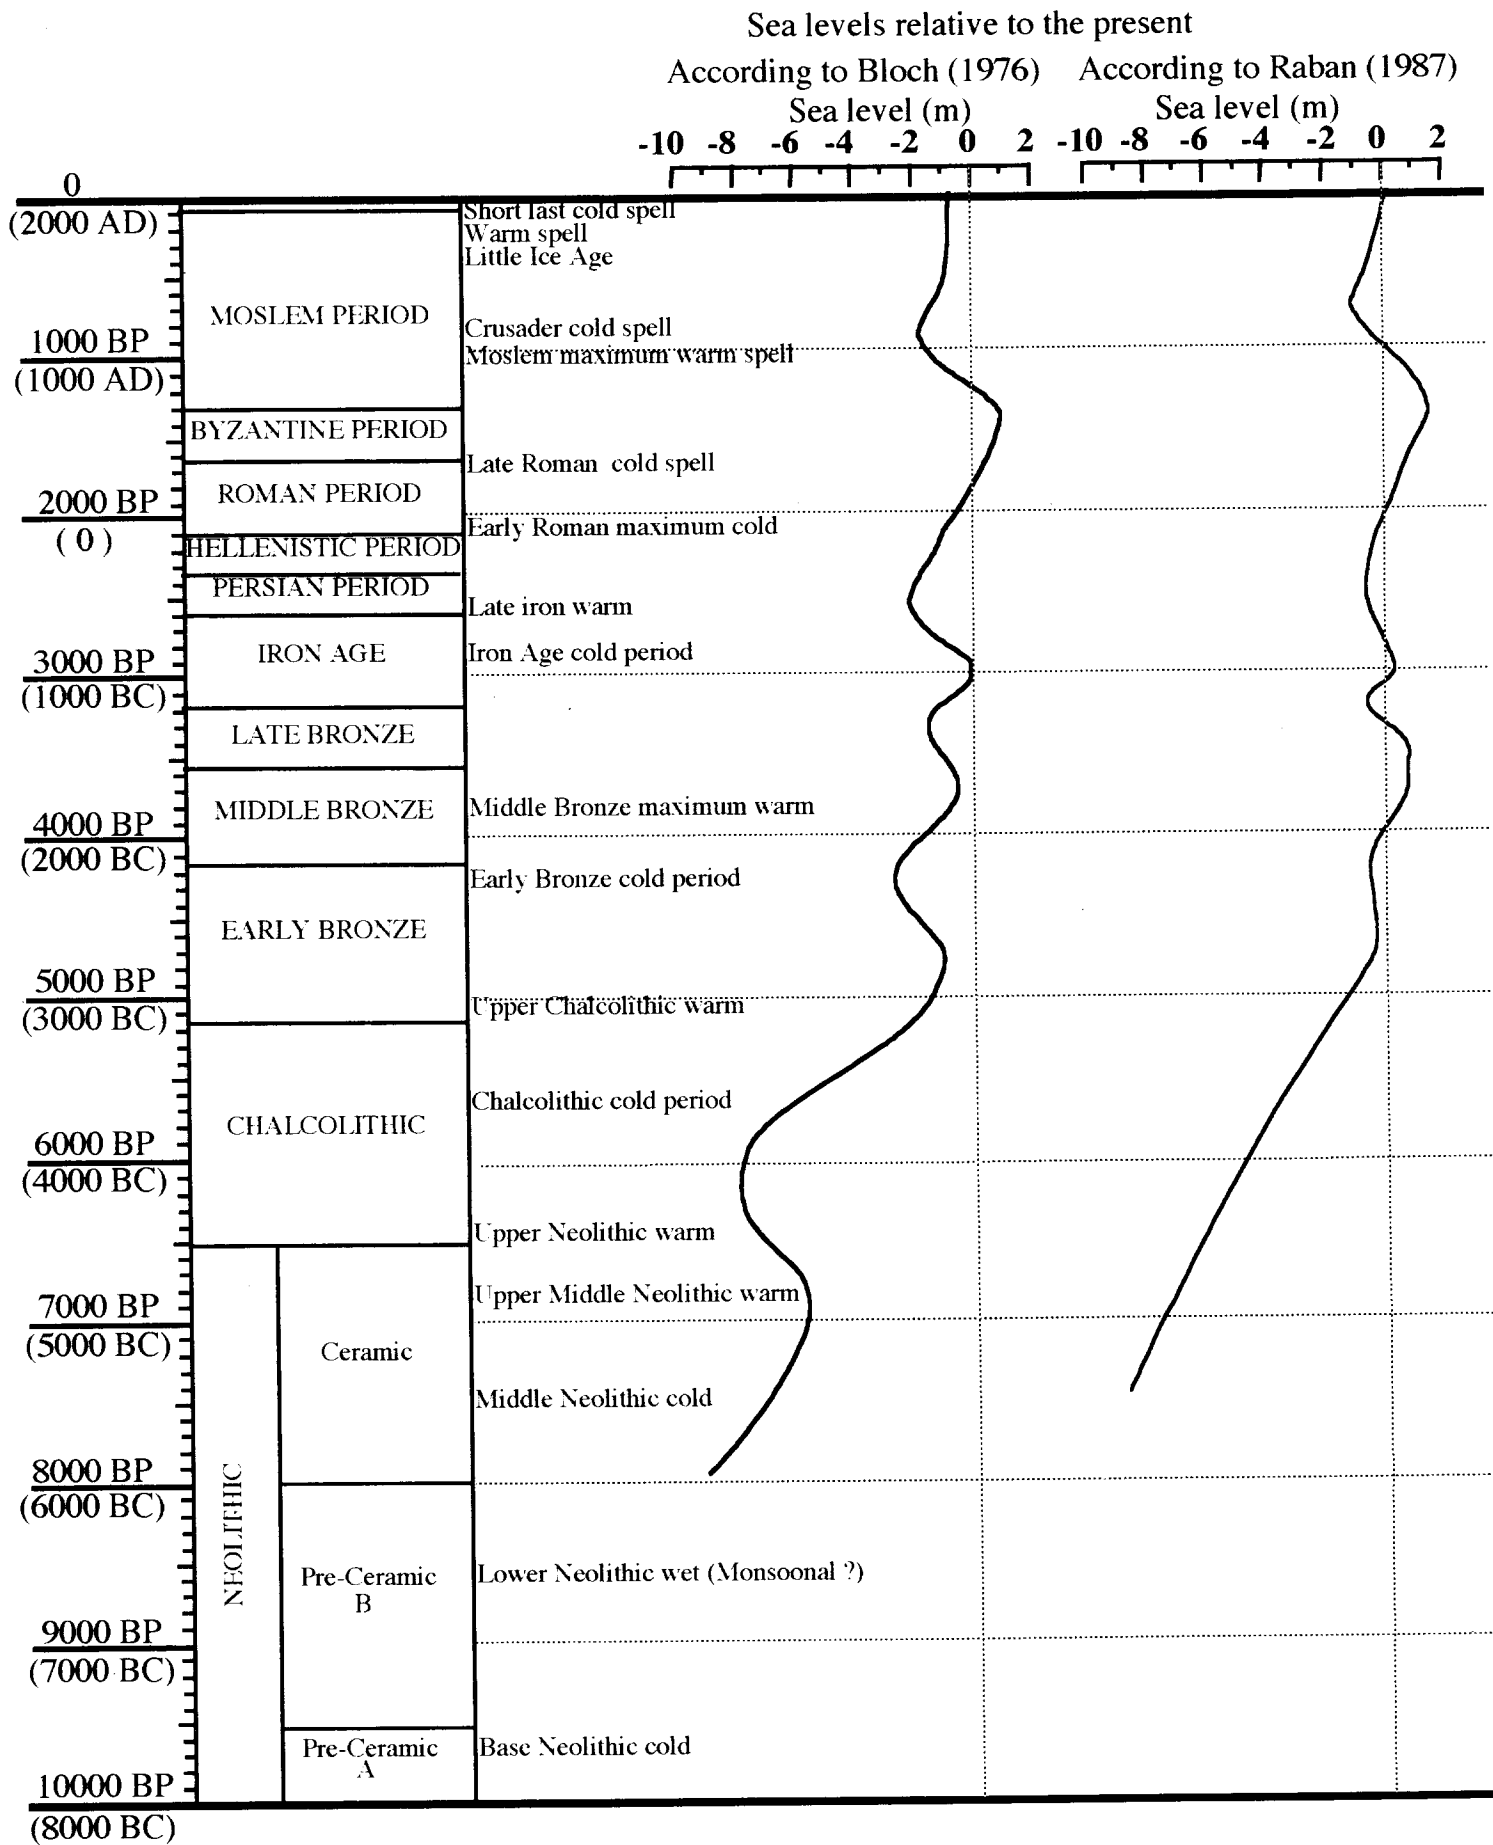 Sea levels relative to the present
According to Bloch (1976) According to Raban (1987)
Sea level (m) Sea level (m)
-10 -8 -6 -4 -2 0 2 -10 -8 -6 -4 -2 0 2
0
(2000 AD)
Short last cold spell
Warm spell
Little Ice Age
MOSLEM PERIOD
Crusader cold spell
1000 BP
Moslem maximum warm spell
(1000 AD)
BYZANTINE PERIOD
Late Roman cold spell
ROMAN PERIOD
2000 BP
Early Roman maximum cold
( 0 )
HELLENISTIC PERIOD
PERSIAN PERIOD
Late iron warm
IRON AGE
Iron Age cold period
3000 BP
(1000 BC)
LATE BRONZE
MIDDLE BRONZE
Middle Bronze maximum warm
4000 BP
(2000 BC)
Early Bronze cold period
EARLY BRONZE
5000 BP
Upper Chalcolithic warm
(3000 BC)
Chalcolithic cold period
CHALCOLITHIC
6000 BP
(4000 BC)
Upper Neolithic warm
Upper Middle Neolithic warm
7000 BP
(5000 BC)
Ceramic
Middle Neolithic cold
8000 BP
(6000 BC)
NEOLITHIC
Pre-Ceramic
B
Lower Neolithic wet (Monsoonal ?)
9000 BP
(7000 BC)
Pre-Ceramic
A
Base Neolithic cold
10000 BP
(8000 BC)